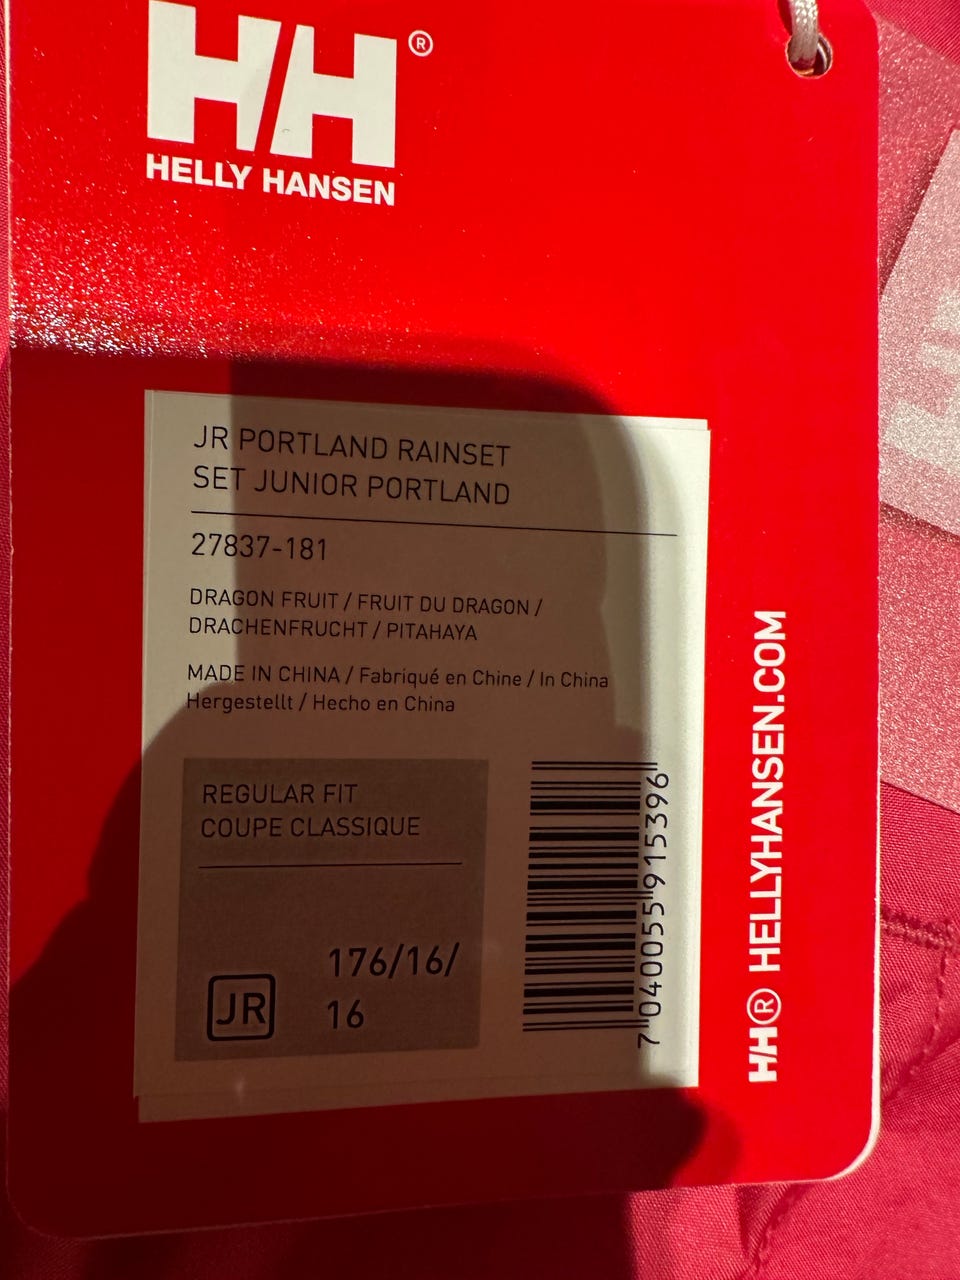 HH®
HELLY HANSEN
JR PORTLAND RAINSET
SET JUNIOR PORTLAND
27837-181
DRAGON FRUIT / FRUIT DU DRAGON /
DRACHENFRUCHT / PITAHAYA
MADE IN CHINA / Fabriqué en Chine / In China
Hergestellt / Hecho en China
REGULAR FIT
COUPE CLASSIQUE
JR
176/16/
16
7 040055 915396
HH® HELLYHANSEN.COM